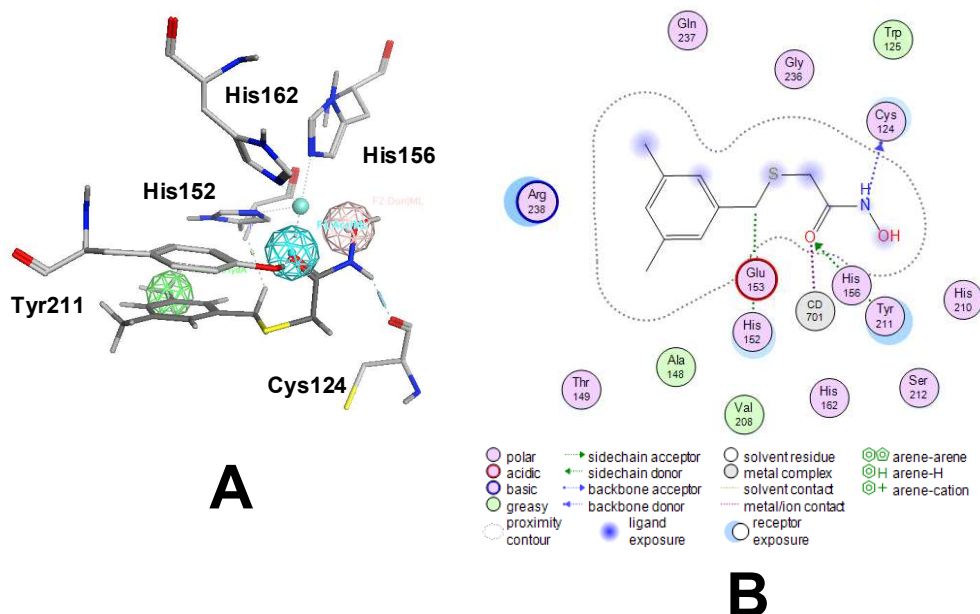 His162
His156
F2:Don&ML
His152
Tyr211
Cys124
A
Gln
237
Trp
125
Gly
236
Cys
124
S
H
N
OH
O
Arg
238
Glu
153
His
156
CD
701
Tyr
211
His
210
His
152
Ala
148
Thr
149
Val
208
His
162
Ser
212
polar
sidechain acceptor
solvent residue
arene-arene
acidic
sidechain donor
metal complex
H arene-H
basic
backbone acceptor
solvent contact
+ arene-cation
greasy
backbone donor
metal/ion contact
proximity
contour
ligand
exposure
receptor
exposure
B